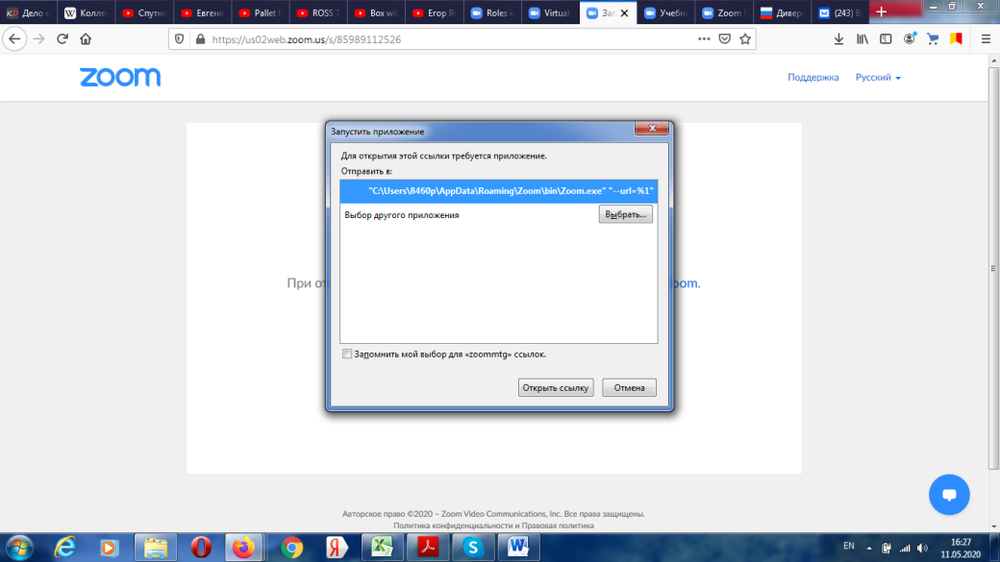 Дело о
Коллек
Спутни
Евгени
Pallet
ROSS T
Box wit
Егор Я
Roles i
Virtual
Зап
Учебн
Zoom
Дивер
(243) В
https://us02web.zoom.us/s/85989112526
zoom
Поддержка
Русский
Запустить приложение
Для открытия этой ссылки требуется приложение.
Отправить в:
"C:\Users\8460p\AppData\Roaming\Zoom\bin\Zoom.exe" "--url=%1"
Выбор другого приложения
Выбрать...
При от
oom.
Запомнить мой выбор для «zoommtg» ссылок.
Открыть ссылку
Отмена
Авторское право ©2020 – Zoom Video Communications, Inc. Все права защищены.
Политика конфиденциальности и Правовая политика
EN
16:27
11.05.2020